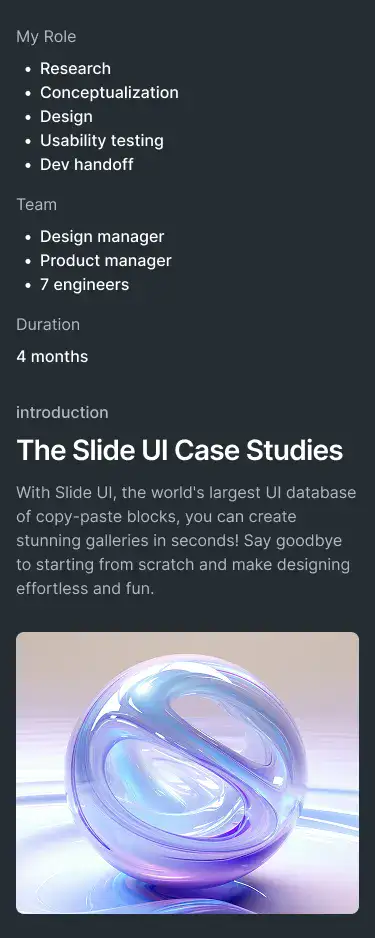 My Role
• Research
• Conceptualization
• Design
• Usability testing
• Dev handoff
Team
• Design manager
• Product manager
• 7 engineers
Duration
4 months
introduction
The Slide UI Case Studies
With Slide UI, the world's largest UI database
of copy-paste blocks, you can create
stunning galleries in seconds! Say goodbye
to starting from scratch and make designing
effortless and fun.